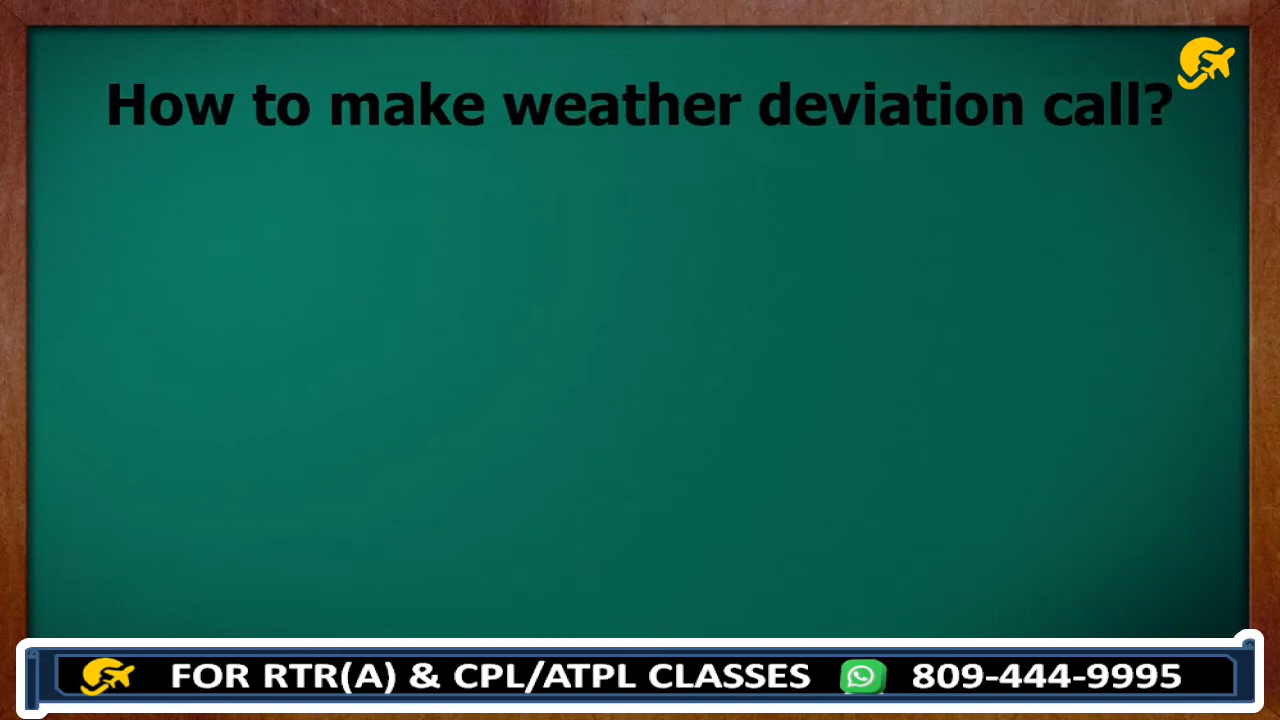 How to make weather deviation call?
FOR RTR(A) & CPL/ATPL CLASSES 809-444-9995